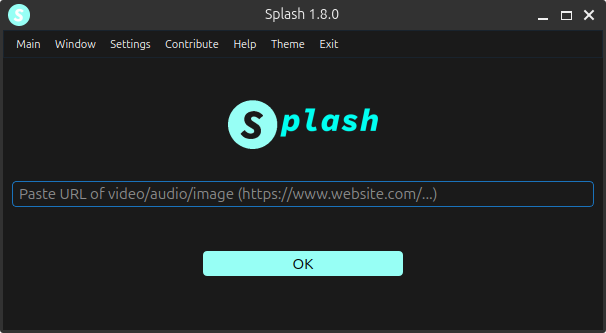 S Splash 1.8.0
Main Window Settings Contribute Help Theme Exit
Splash
Paste URL of video/audio/image (https://www.website.com/...)
OK